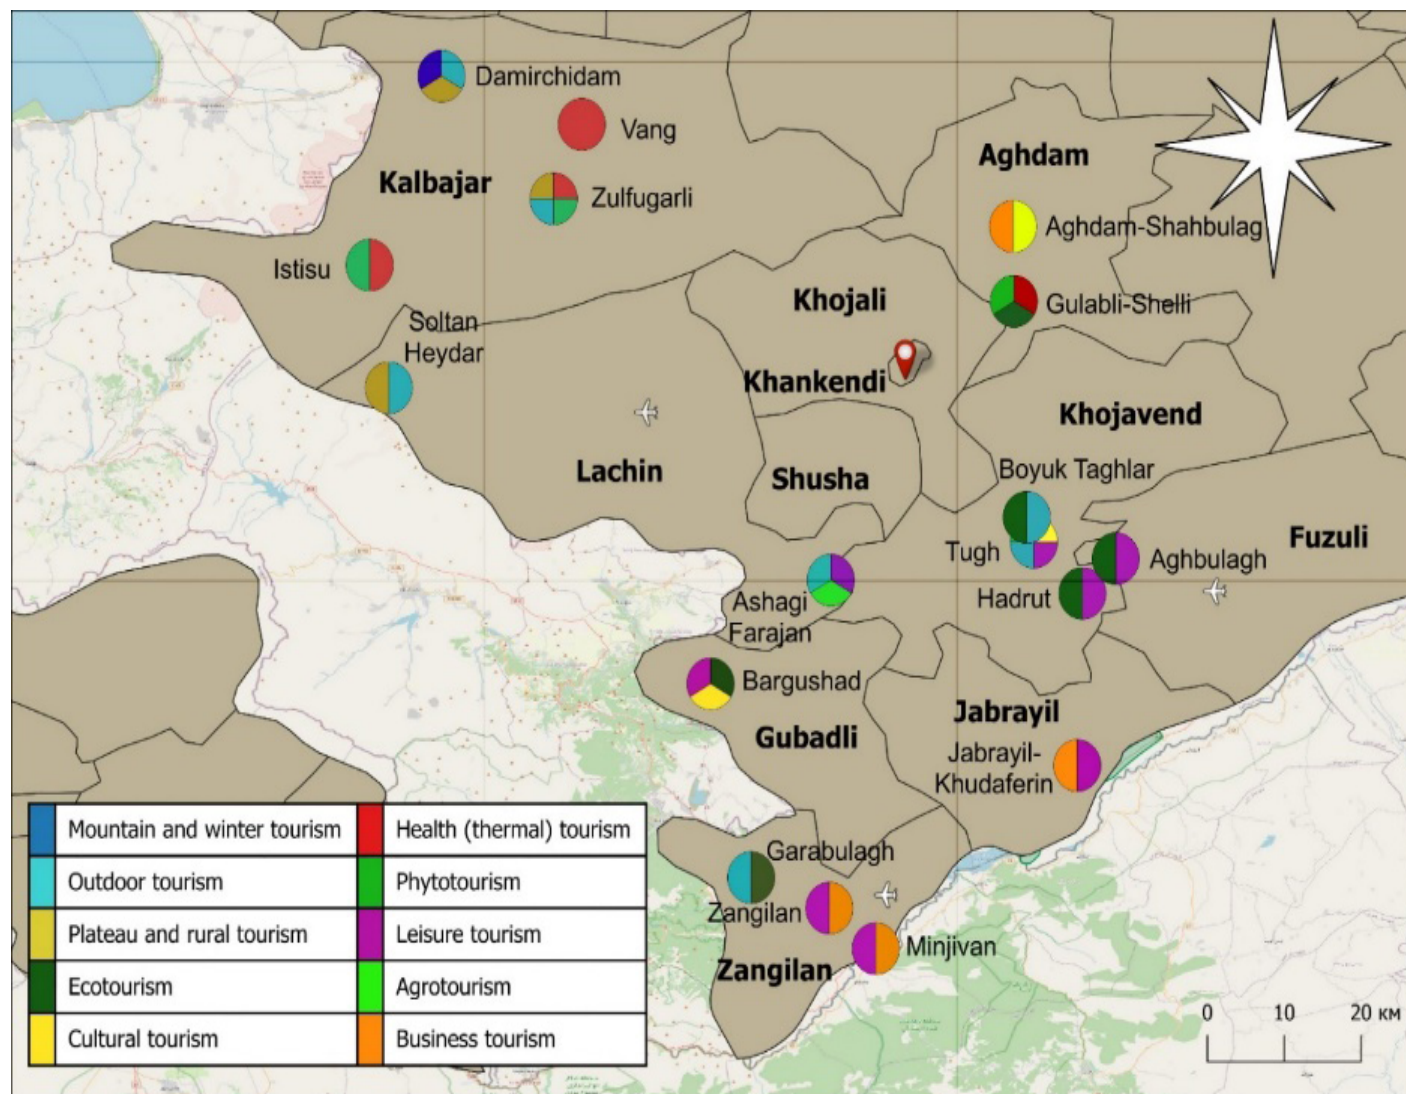 Damirchidam
Vang
Aghdam
Kalbajar
Zulfugarli
Aghdam-Shahbulag
Istisu
Khojali
Gulabli-Shelli
Soltan
Heydar
Khankendi
Khojavend
Lachin
Shusha
Boyuk Taghlar
Fuzuli
Tugh
Aghbulagh
Hadrut
Ashagi
Farajan
Bargushad
Gubadli
Jabrayil
Jabrayil-
Khudaferin
Garabulagh
Zangilan
Minjivan
Zangilan
Mountain and winter tourism
Health (thermal) tourism
Outdoor tourism
Phytotourism
Plateau and rural tourism
Leisure tourism
Ecotourism
Agrotourism
Cultural tourism
Business tourism
0 10 20 км